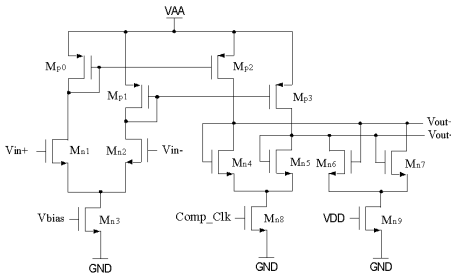 VAA
Mp0
Mp2
Mp1
Mp3
Vout-
Vout-
Vin+
Mn1
Mn2
Vin-
Mn4
Mn5
Mn6
Mn7
Vbias
Mn3
Comp_Clk
Mn8
VDD
Mn9
GND
GND
GND